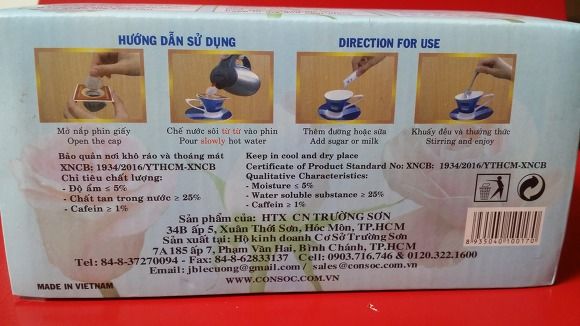 HƯỚNG DẪN SỬ DỤNG
DIRECTION FOR USE
Mở nắp phin giấy
Open the cap
Chế nước sôi từ từ vào phin
Pour slowly hot water
Thêm đường hoặc sữa
Add sugar or milk
Khuấy đều và thưởng thức
Stirring and enjoy
Bảo quản nơi khô ráo và thoáng mát
XNCB: 1934/2016/YTHCM-XNCB
Chỉ tiêu chất lượng:
- Độ ẩm ≤ 5%
- Chất tan trong nước ≥ 25%
- Cafein ≥ 1%
Keep in cool and dry place
Certificate of Product Standard No: XNCB: 1934/2016/YTHCM-XNCB
Qualitative Characteristics:
- Moisture ≤ 5%
- Water soluble substance ≥ 25%
- Cafein ≥ 1%
Sản phẩm của: HTX CN TRƯỜNG SƠN
34B ấp 5, Xuân Thới Sơn, Hóc Môn, TP.HCM
Sản xuất tại: Hộ kinh doanh Cơ Sở Trường Sơn
7A 185 ấp 7, Phạm Văn Hai, Bình Chánh, TP.HCM
Tel: 84-8-37270094 - Fax: 84-8-62833137 Cell: 0903.716.746 & 0120.322.1600
Email: jblecuong@gmail.com / sales@consoc.com.vn
WWW.CONSOC.COM.VN
8935040100170
MADE IN VIETNAM